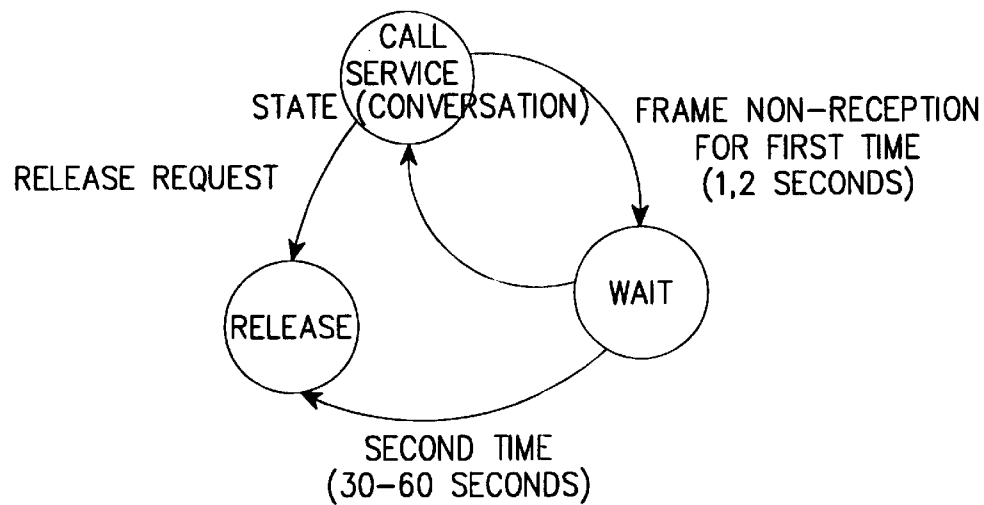 CALL
SERVICE
STATE (CONVERSATION)
FRAME NON-RECEPTION
FOR FIRST TIME
(1,2 SECONDS)
RELEASE REQUEST
WAIT
RELEASE
SECOND TIME
(30-60 SECONDS)